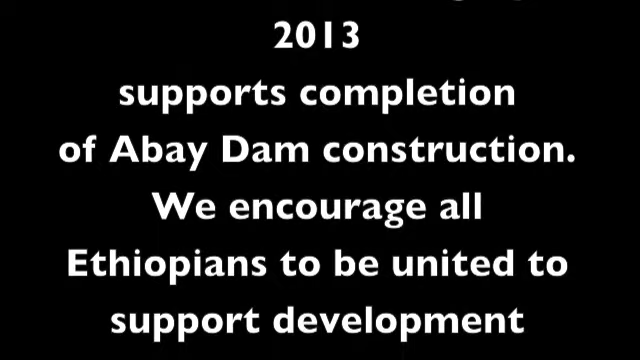 2013
supports completion
of Abay Dam construction.
We encourage all
Ethiopians to be united to
support development